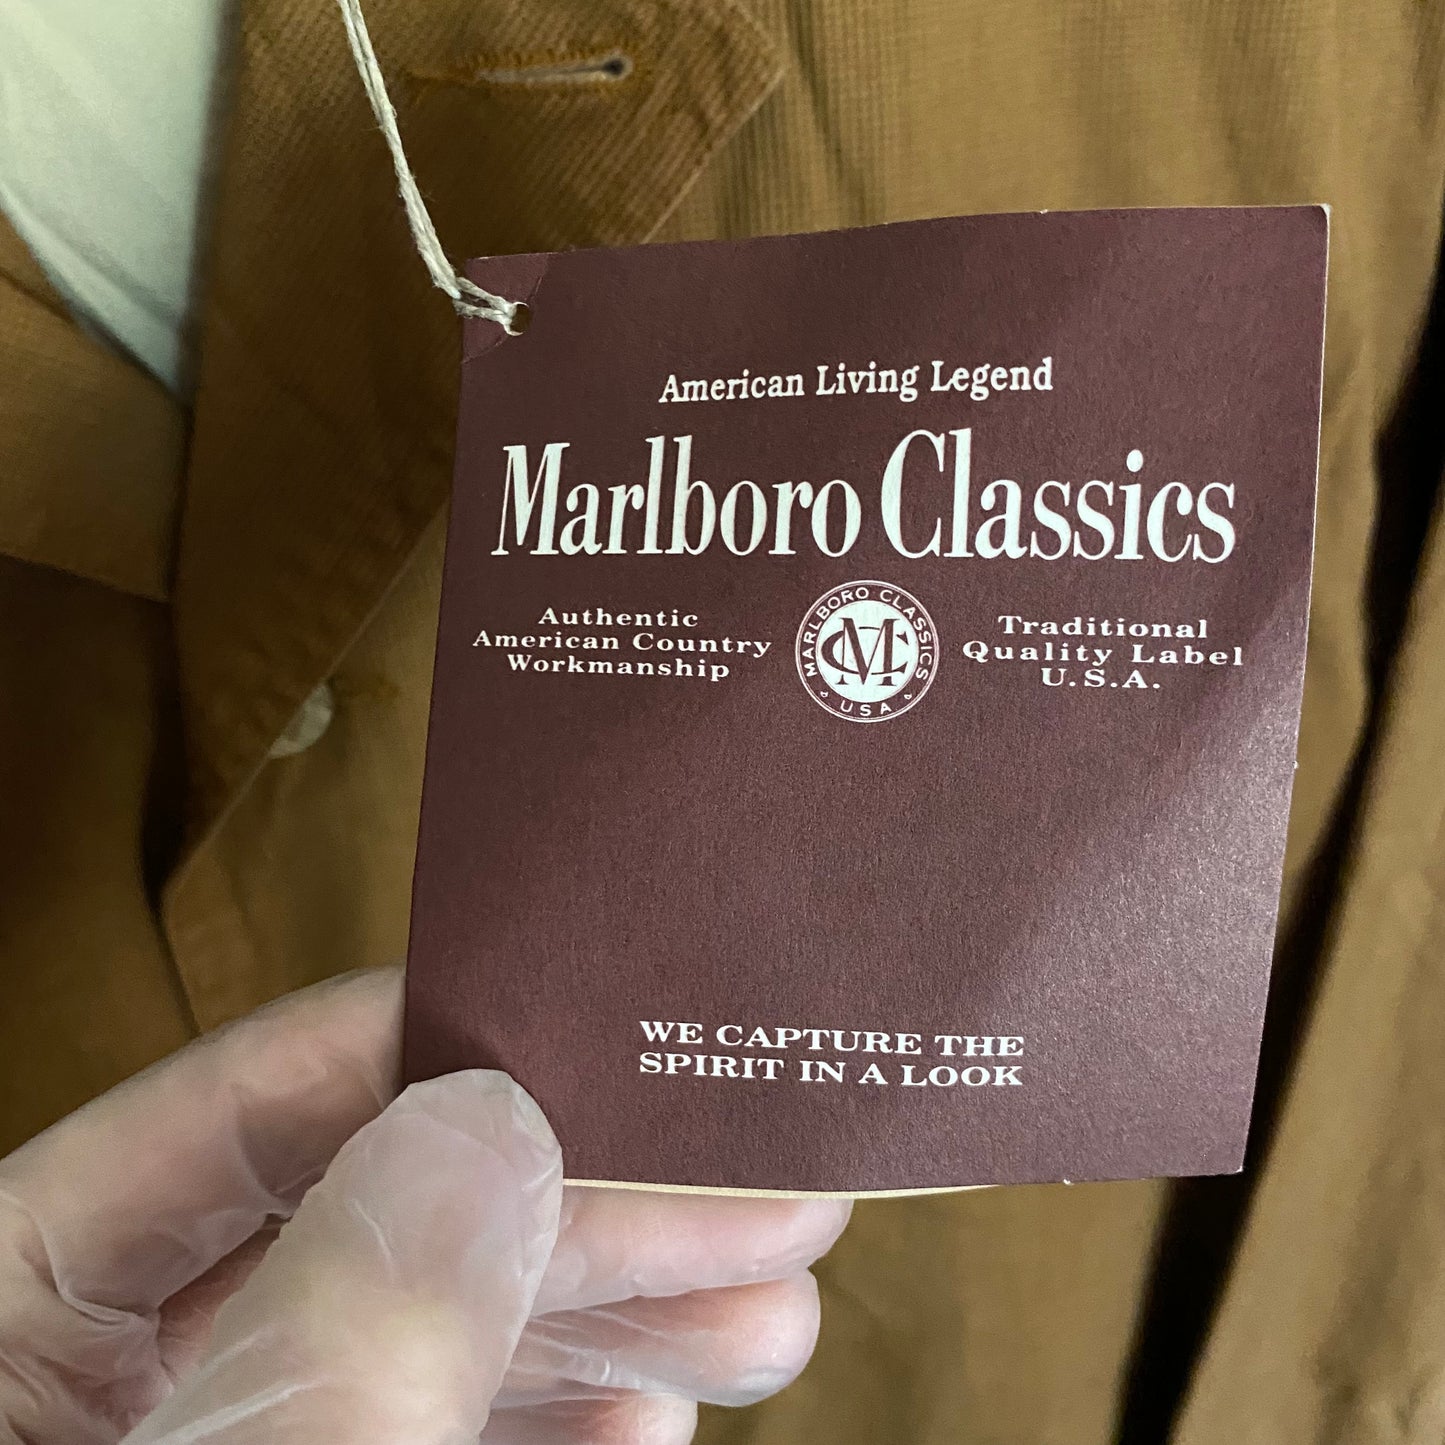 American Living Legend
Marlboro Classics
Authentic
American Country
Workmanship
MARLBORO CLASSICS
MC
USA
Traditional
Quality Label
U.S.A.
WE CAPTURE THE
SPIRIT IN A LOOK